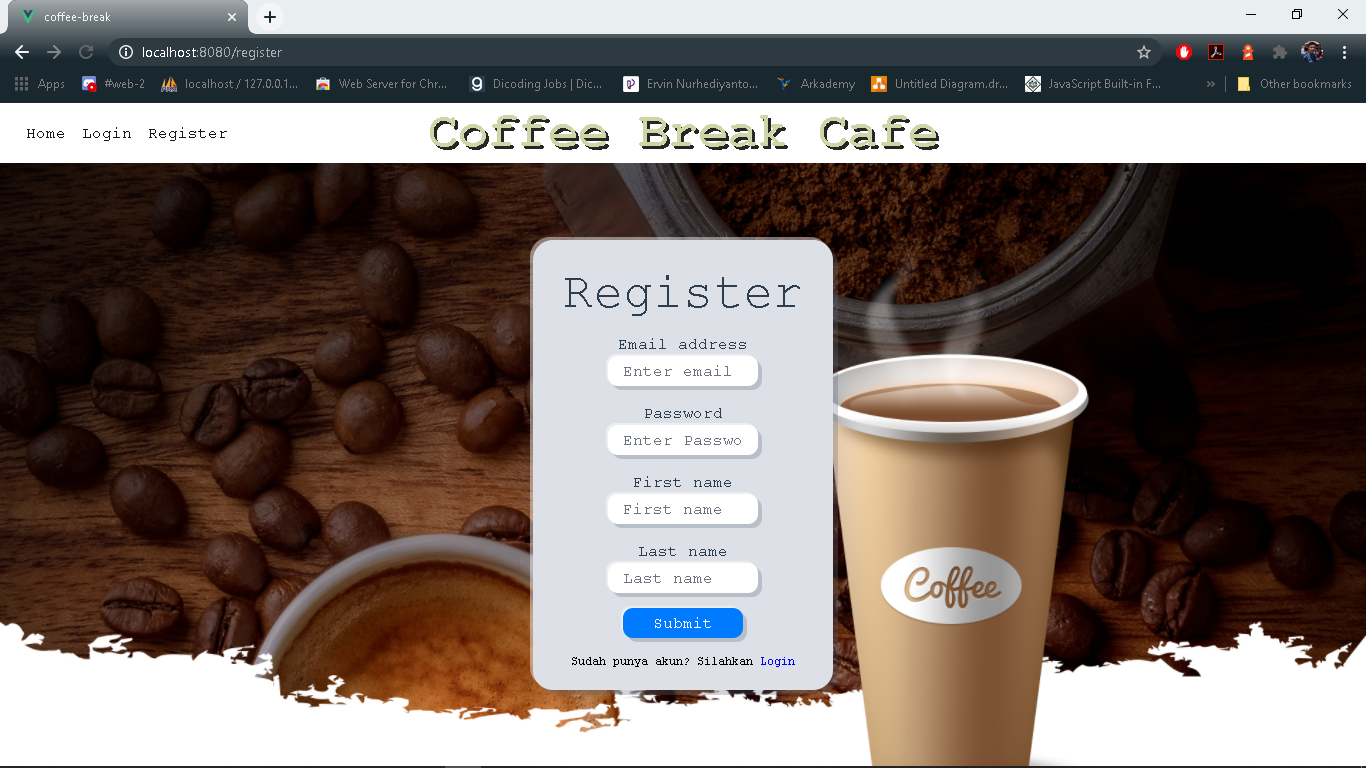 coffee-break
localhost:8080/register
Apps
#web-2
localhost / 127.0.0.1...
Web Server for Chr...
Dicoding Jobs | Dic...
Ervin Nurhediyanto...
Arkademy
Untitled Diagram.dr...
JavaScript Built-in F...
»
Other bookmarks
Home Login Register
Coffee Break Cafe
Register
Email address
Enter email
Password
Enter Passwo
First name
First name
Last name
Last name
Submit
Sudah punya akun? Silahkan Login
Coffee